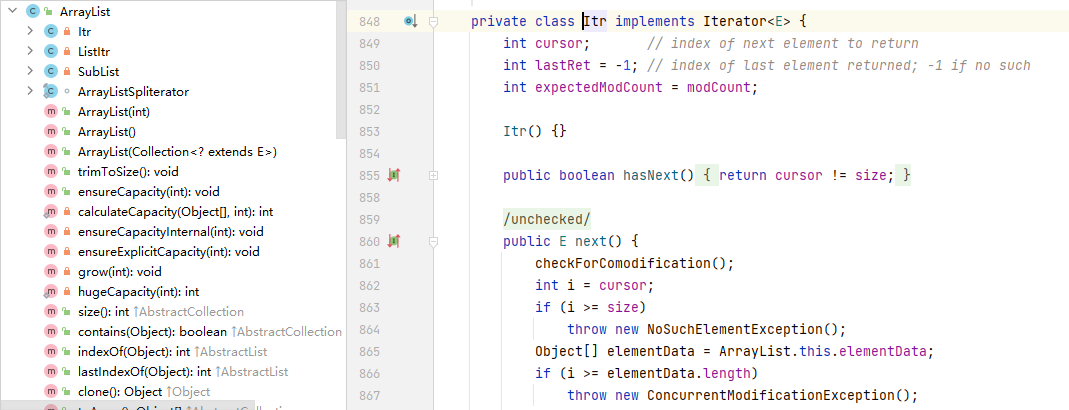 ArrayList
Itr
ListItr
SubList
ArrayListSpliterator
ArrayList(int)
ArrayList()
ArrayList(Collection<? extends E>)
trimToSize(): void
ensureCapacity(int): void
calculateCapacity(Object[], int): int
ensureCapacityInternal(int): void
ensureExplicitCapacity(int): void
grow(int): void
hugeCapacity(int): int
size(): int ↑AbstractCollection
contains(Object): boolean ↑AbstractCollection
indexOf(Object): int ↑AbstractList
lastIndexOf(Object): int ↑AbstractList
clone(): Object ↑Object
848 private class Itr implements Iterator<E> {
849 int cursor; // index of next element to return
850 int lastRet = -1; // index of last element returned; -1 if no such
851 int expectedModCount = modCount;
852
853 Itr() {}
854
855 public boolean hasNext() { return cursor != size; }
858
859 /unchecked/
860 public E next() {
861 checkForComodification();
862 int i = cursor;
863 if (i >= size)
864 throw new NoSuchElementException();
865 Object[] elementData = ArrayList.this.elementData;
866 if (i >= elementData.length)
867 throw new ConcurrentModificationException();